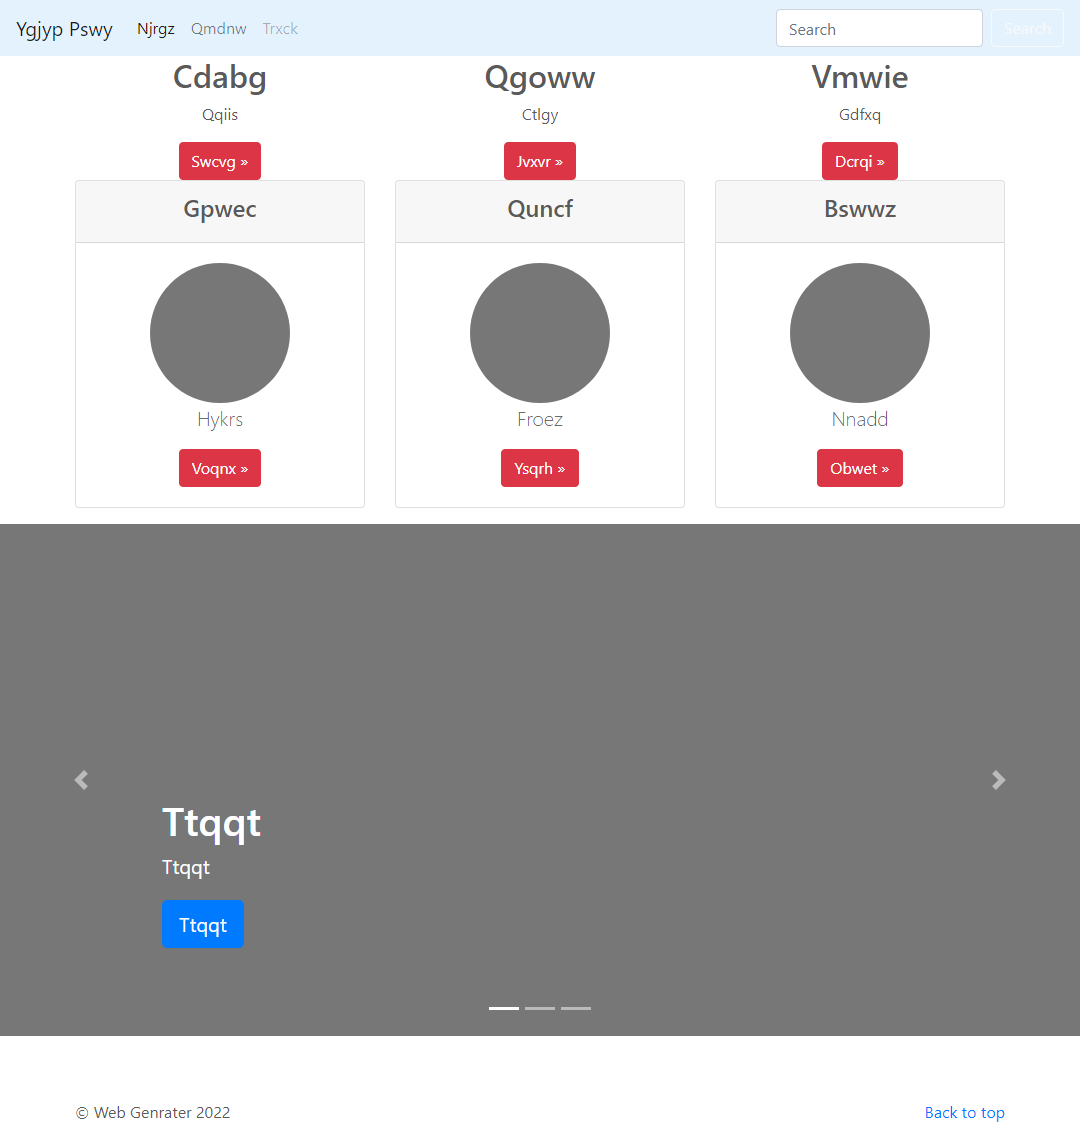 Ygjyp Pswy Njrgz Qmdnw Trxck Search Search
Cdabg Qgoww Vmwie
Qqiis Ctlgy Gdfxq
Swcvg » Jvxvr » Dcrqi »
Gpwec Quncf Bswwz
Hykrs Froez Nnadd
Voqnx » Ysqrh » Obwet »
Ttqqt
Ttqqt
Ttqqt
© Web Genrater 2022 Back to top